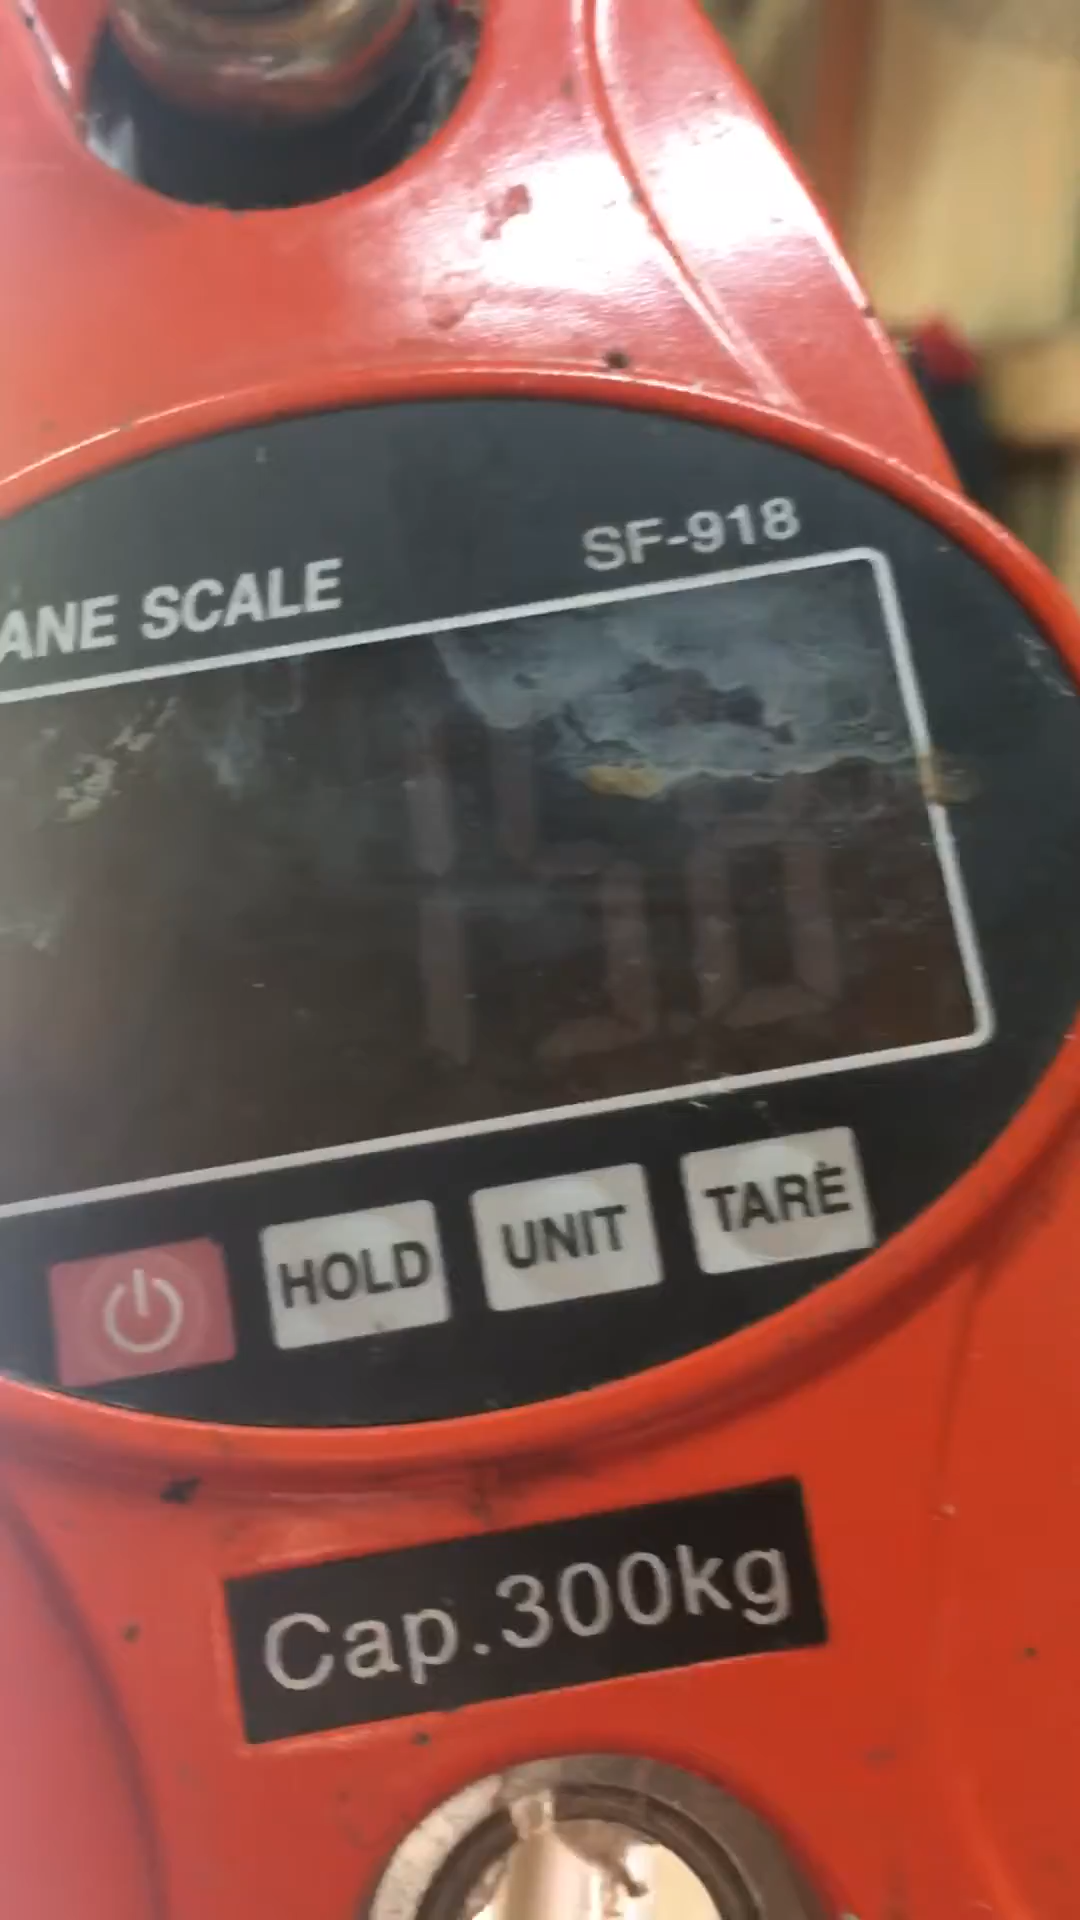 SF-918
ANE SCALE
HOLD
UNIT
TARE
Cap.300kg